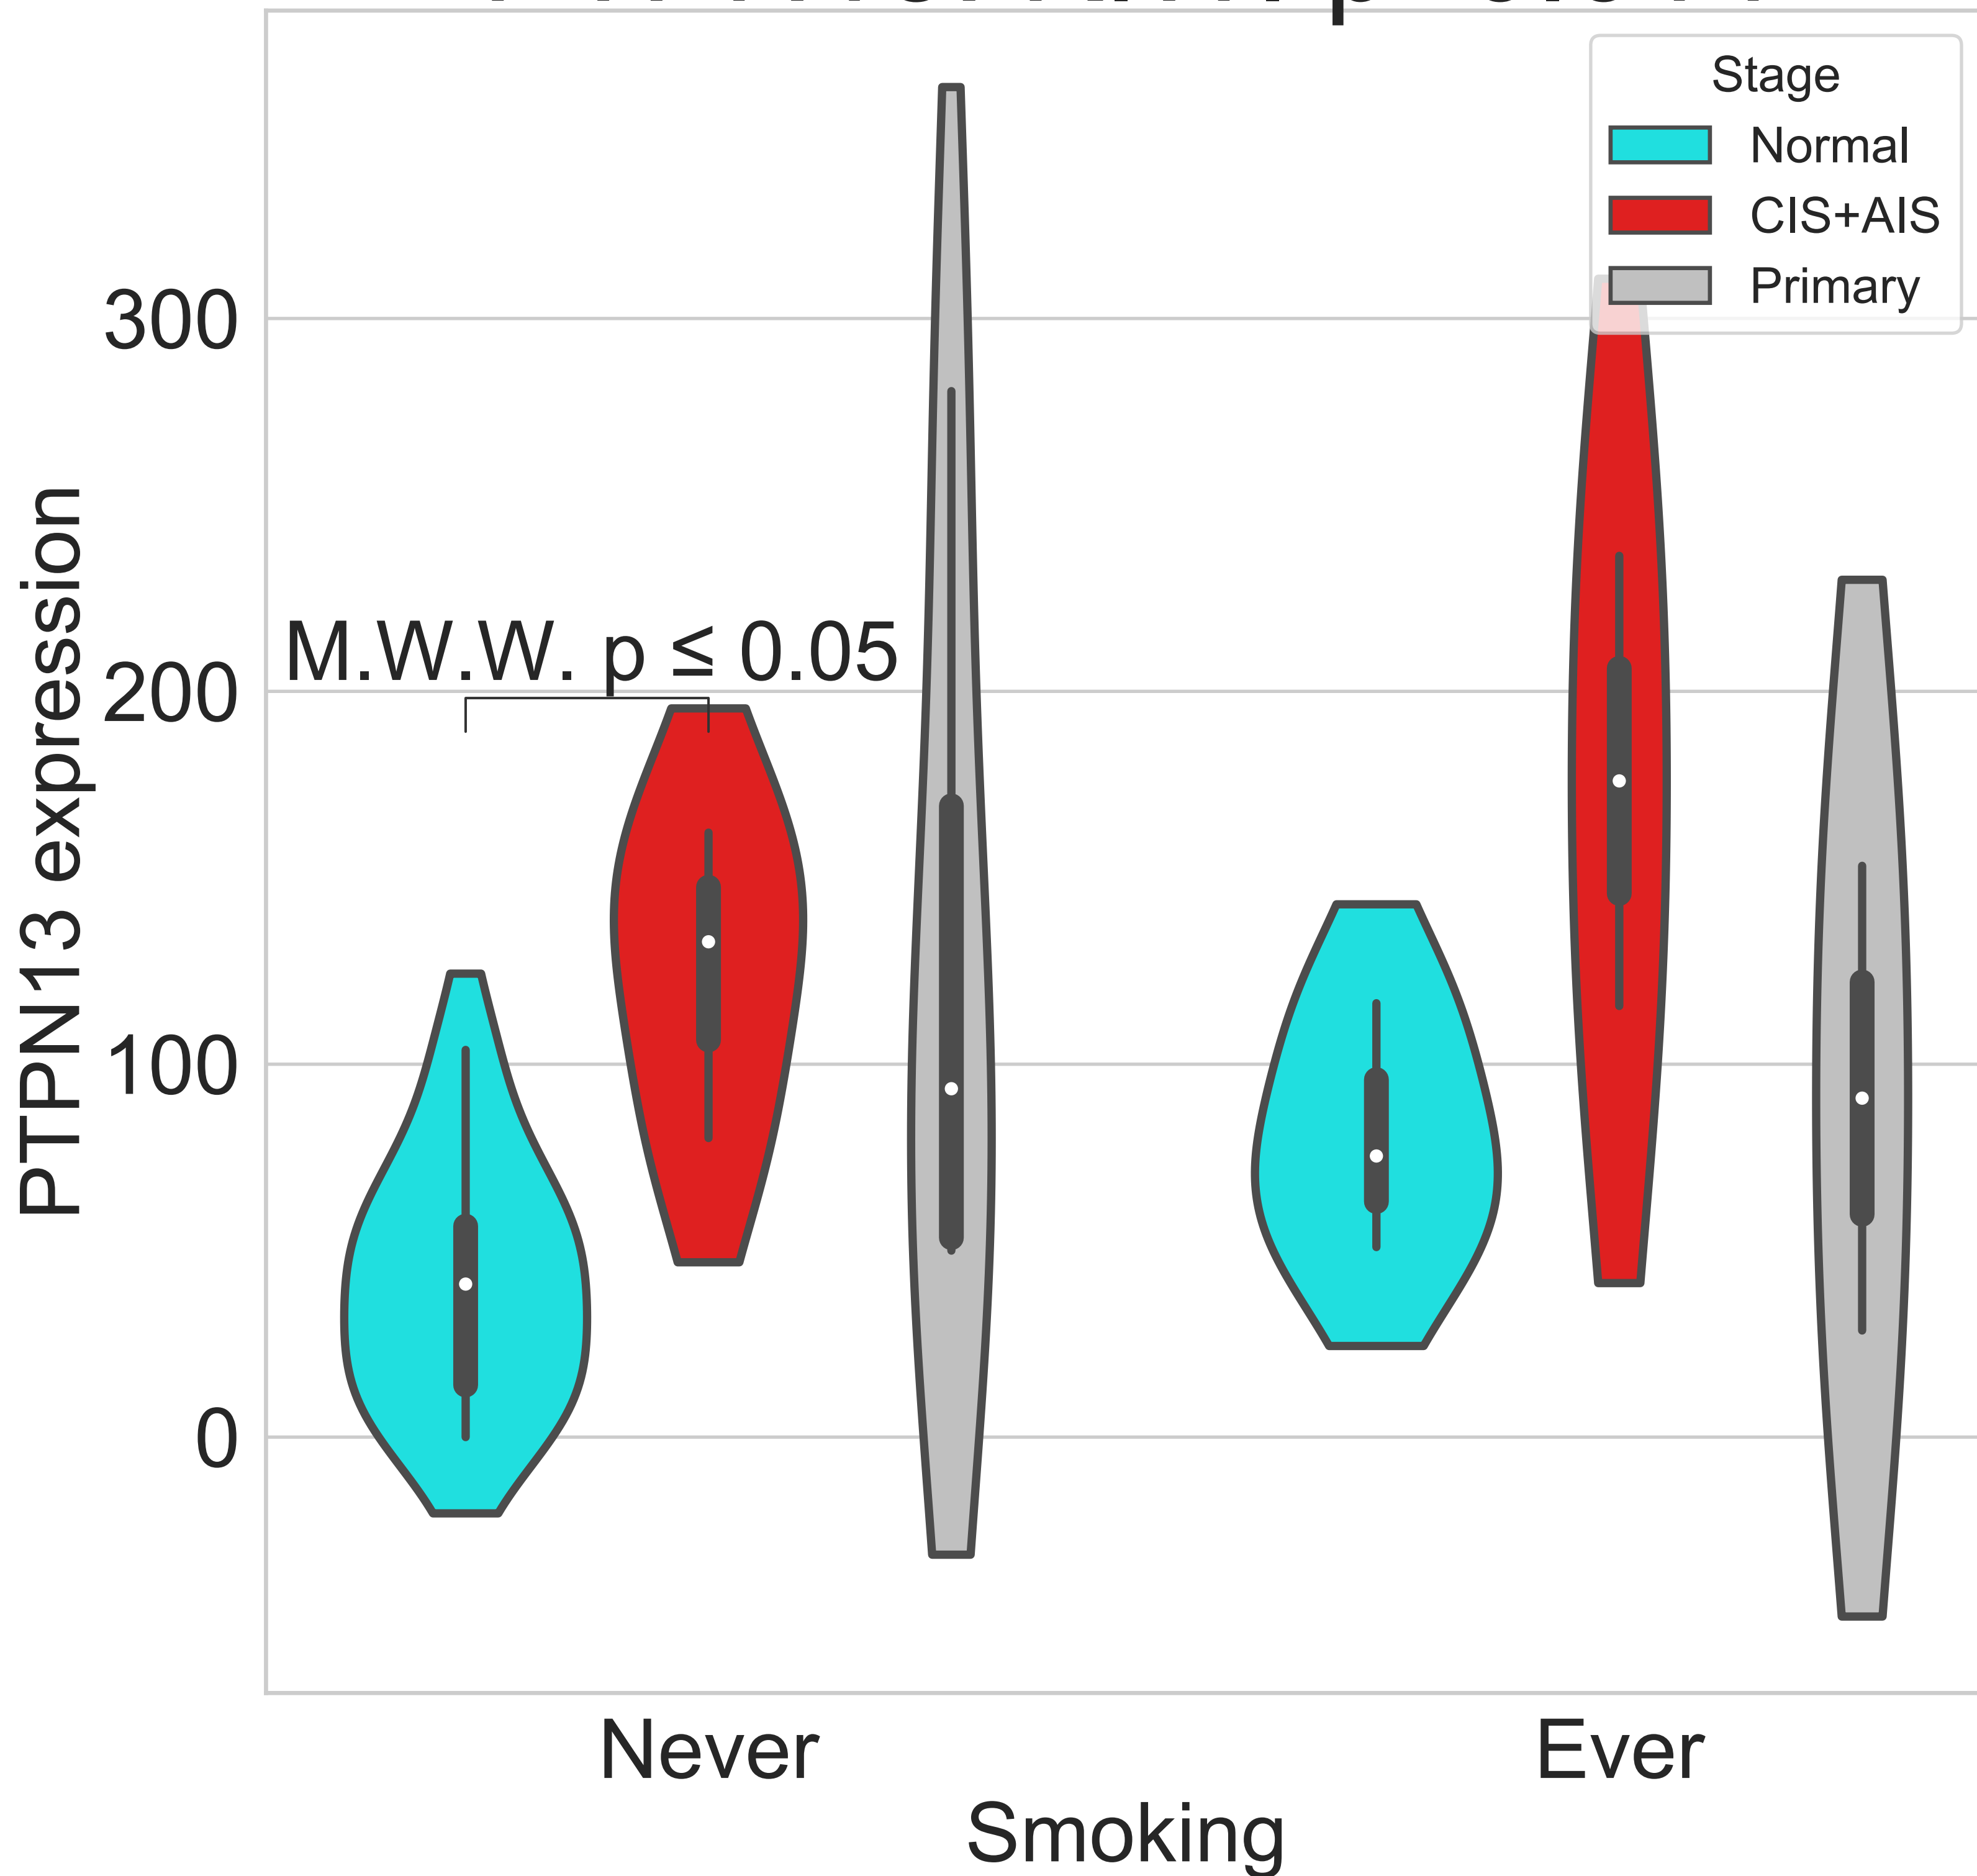 Stage
Normal
CIS+AIS
Primary
300
200
100
0
PTPN13 expression
M.W.W. p ≤ 0.05
Never
Ever
Smoking